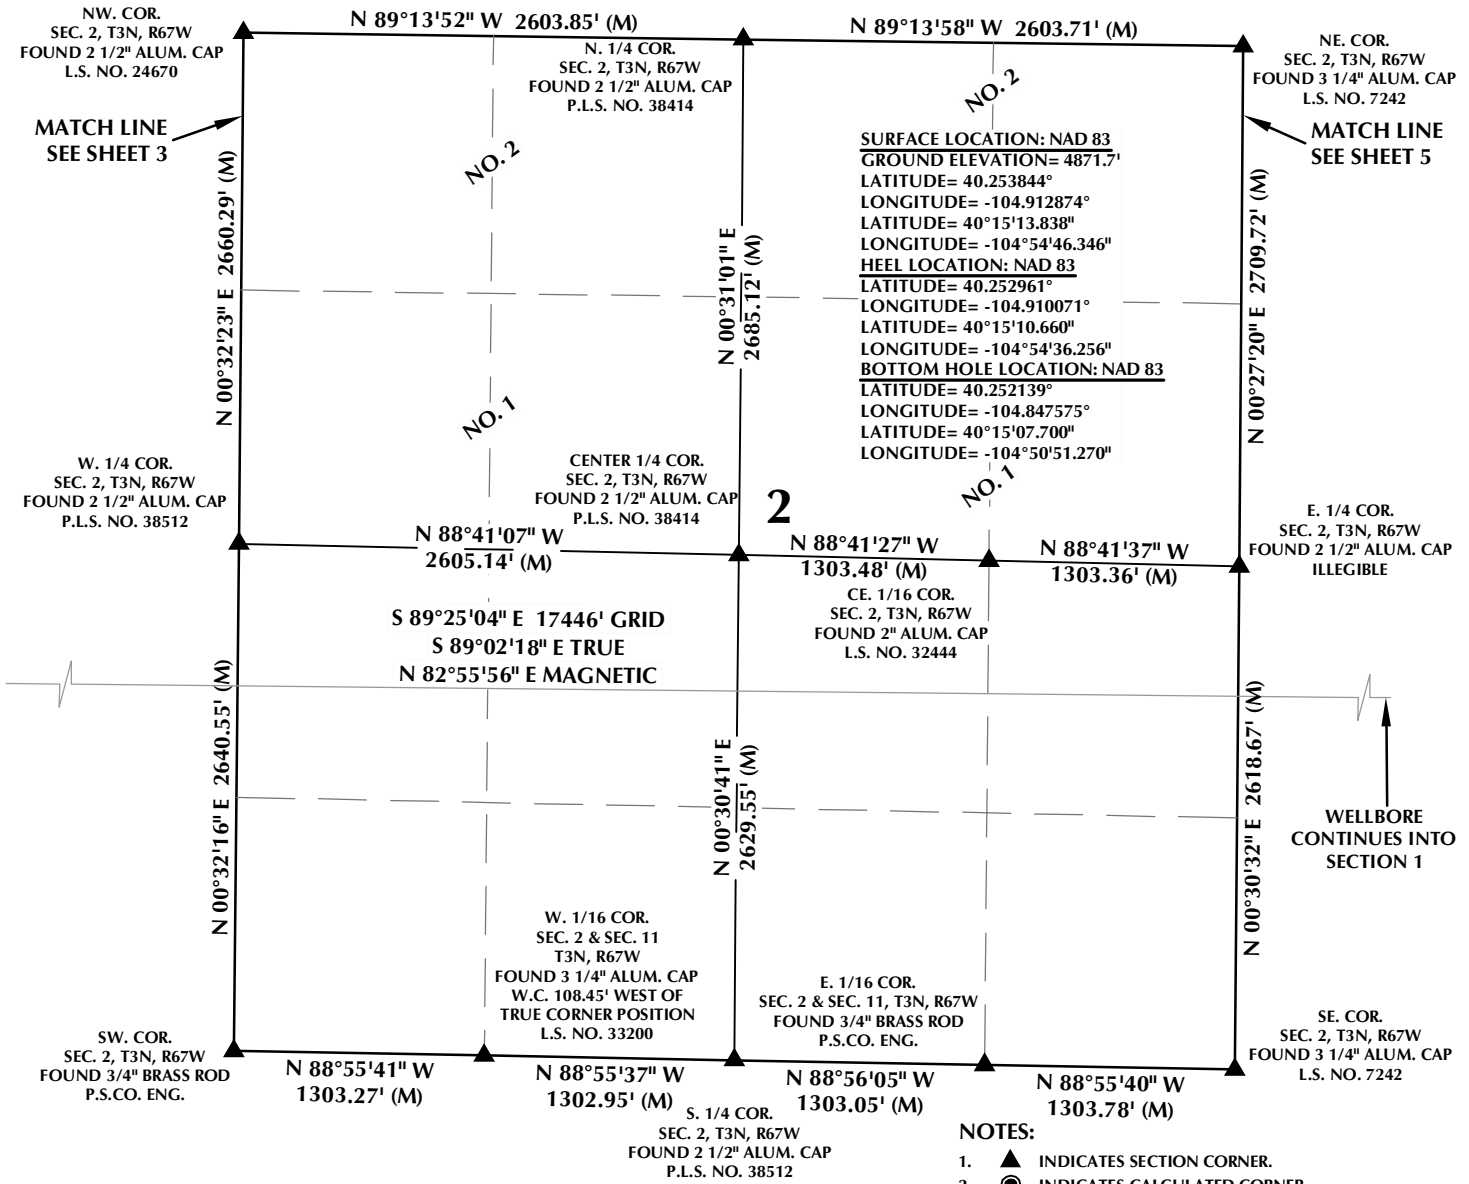 NW. COR.
SEC. 2, T3N, R67W
FOUND 2 1/2" ALUM. CAP
L.S. NO. 24670
N 89°13'52" W 2603.85' (M)
N. 1/4 COR.
SEC. 2, T3N, R67W
FOUND 2 1/2" ALUM. CAP
P.L.S. NO. 38414
N 89°13'58" W 2603.71' (M)
NE. COR.
SEC. 2, T3N, R67W
FOUND 3 1/4" ALUM. CAP
L.S. NO. 7242
MATCH LINE
SEE SHEET 3
MATCH LINE
SEE SHEET 5
NO. 2
NO. 2
SURFACE LOCATION: NAD 83
GROUND ELEVATION= 4871.7'
LATITUDE= 40.253844°
LONGITUDE= -104.912874°
LATITUDE= 40°15'13.838"
LONGITUDE= -104°54'46.346"
HEEL LOCATION: NAD 83
LATITUDE= 40.252961°
LONGITUDE= -104.910071°
LATITUDE= 40°15'10.660"
LONGITUDE= -104°54'36.256"
BOTTOM HOLE LOCATION: NAD 83
LATITUDE= 40.252139°
LONGITUDE= -104.847575°
LATITUDE= 40°15'07.700"
LONGITUDE= -104°50'51.270"
N 00°32'23" E 2660.29' (M)
N 00°31'01" E
2685.12' (M)
N 00°27'20" E 2709.72' (M)
NO. 1
NO. 1
W. 1/4 COR.
SEC. 2, T3N, R67W
FOUND 2 1/2" ALUM. CAP
P.L.S. NO. 38512
CENTER 1/4 COR.
SEC. 2, T3N, R67W
FOUND 2 1/2" ALUM. CAP
P.L.S. NO. 38414
2
E. 1/4 COR.
SEC. 2, T3N, R67W
FOUND 2 1/2" ALUM. CAP
ILLEGIBLE
N 88°41'07" W
2605.14' (M)
N 88°41'27" W
1303.48' (M)
N 88°41'37" W
1303.36' (M)
CE. 1/16 COR.
SEC. 2, T3N, R67W
FOUND 2" ALUM. CAP
L.S. NO. 32444
S 89°25'04" E 17446' GRID
S 89°02'18" E TRUE
N 82°55'56" E MAGNETIC
N 00°32'16" E 2640.55' (M)
N 00°30'41" E
2629.55' (M)
N 00°30'32" E 2618.67' (M)
WELLBORE
CONTINUES INTO
SECTION 1
W. 1/16 COR.
SEC. 2 & SEC. 11
T3N, R67W
FOUND 3 1/4" ALUM. CAP
W.C. 108.45' WEST OF
TRUE CORNER POSITION
L.S. NO. 33200
E. 1/16 COR.
SEC. 2 & SEC. 11, T3N, R67W
FOUND 3/4" BRASS ROD
P.S.CO. ENG.
SW. COR.
SEC. 2, T3N, R67W
FOUND 3/4" BRASS ROD
P.S.CO. ENG.
SE. COR.
SEC. 2, T3N, R67W
FOUND 3 1/4" ALUM. CAP
L.S. NO. 7242
N 88°55'41" W
1303.27' (M)
N 88°55'37" W
1302.95' (M)
N 88°56'05" W
1303.05' (M)
N 88°55'40" W
1303.78' (M)
S. 1/4 COR.
SEC. 2, T3N, R67W
FOUND 2 1/2" ALUM. CAP
P.L.S. NO. 38512
NOTES:
1. ▲ INDICATES SECTION CORNER.
2. INDICATES CALCULATED CORNER